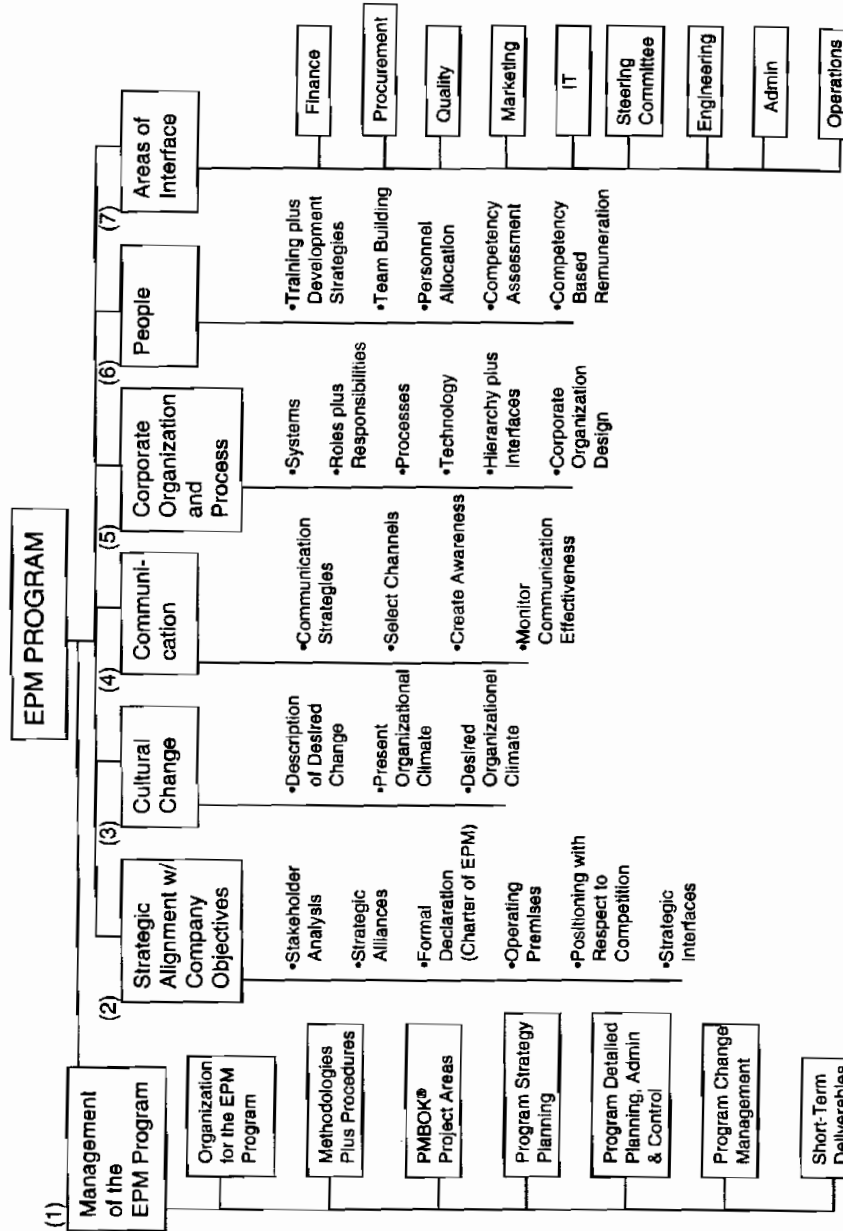 EPM PROGRAM
(1)
Management
of the
EPM Program
Organization
for the EPM
Program
Methodologies
Plus Procedures
PMBOK®
Project Areas
Program Strategy
Planning
Program Detailed
Planning, Admin
& Control
Program Change
Management
Short-Term
Deliverables
(2)
Strategic
Alignment w/
Company
Objectives
•Stakeholder
Analysis
•Strategic
Alliances
•Formal
Declaration
(Charter of EPM)
•Operating
Premises
•Positioning with
Respect to
Competition
•Strategic
Interfaces
(3)
Cultural
Change
•Description
of Desired
Change
•Present
Organizational
Climate
•Desired
Organizationel
Climate
(4)
Communi-
cation
•Communication
Strategles
•Select Channels
•Create Awareness
•Monitor
Communication
Effectiveness
(5)
Corporate
Organization
and
Process
•Systems
•Roles plus
Responsibilities
•Processes
•Technology
•Hierarchy plus
Interfaces
•Corporate
Organization
Design
(6)
People
•Training plus
Development
Strategies
•Team Building
•Personnel
Allocation
•Competency
Assessment
•Competency
Based
Remuneration
(7)
Areas of
Interface
Finance
Procurement
Quality
Marketing
IT
Steering
Committee
Engineering
Admin
Operations